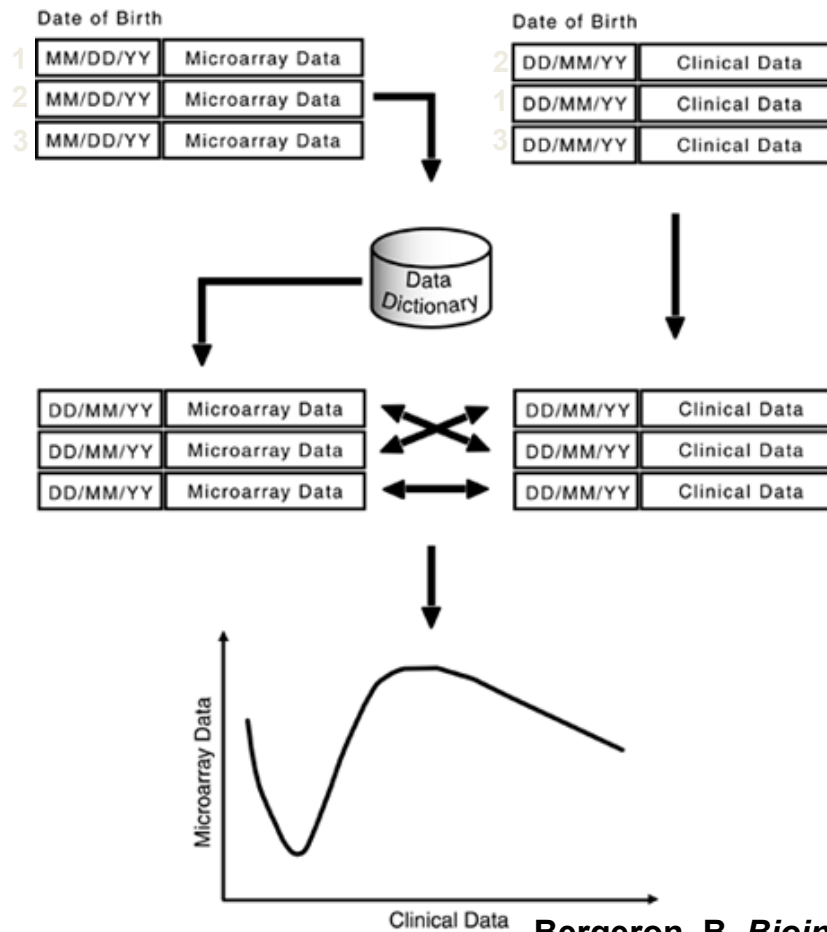 Date of Birth
1 MM/DD/YY Microarray Data
2 MM/DD/YY Microarray Data
3 MM/DD/YY Microarray Data
Date of Birth
2 DD/MM/YY Clinical Data
1 DD/MM/YY Clinical Data
3 DD/MM/YY Clinical Data
Data
Dictionary
DD/MM/YY Microarray Data
DD/MM/YY Microarray Data
DD/MM/YY Microarray Data
DD/MM/YY Clinical Data
DD/MM/YY Clinical Data
DD/MM/YY Clinical Data
Microarray Data
Clinical Data
Bergeron, B.